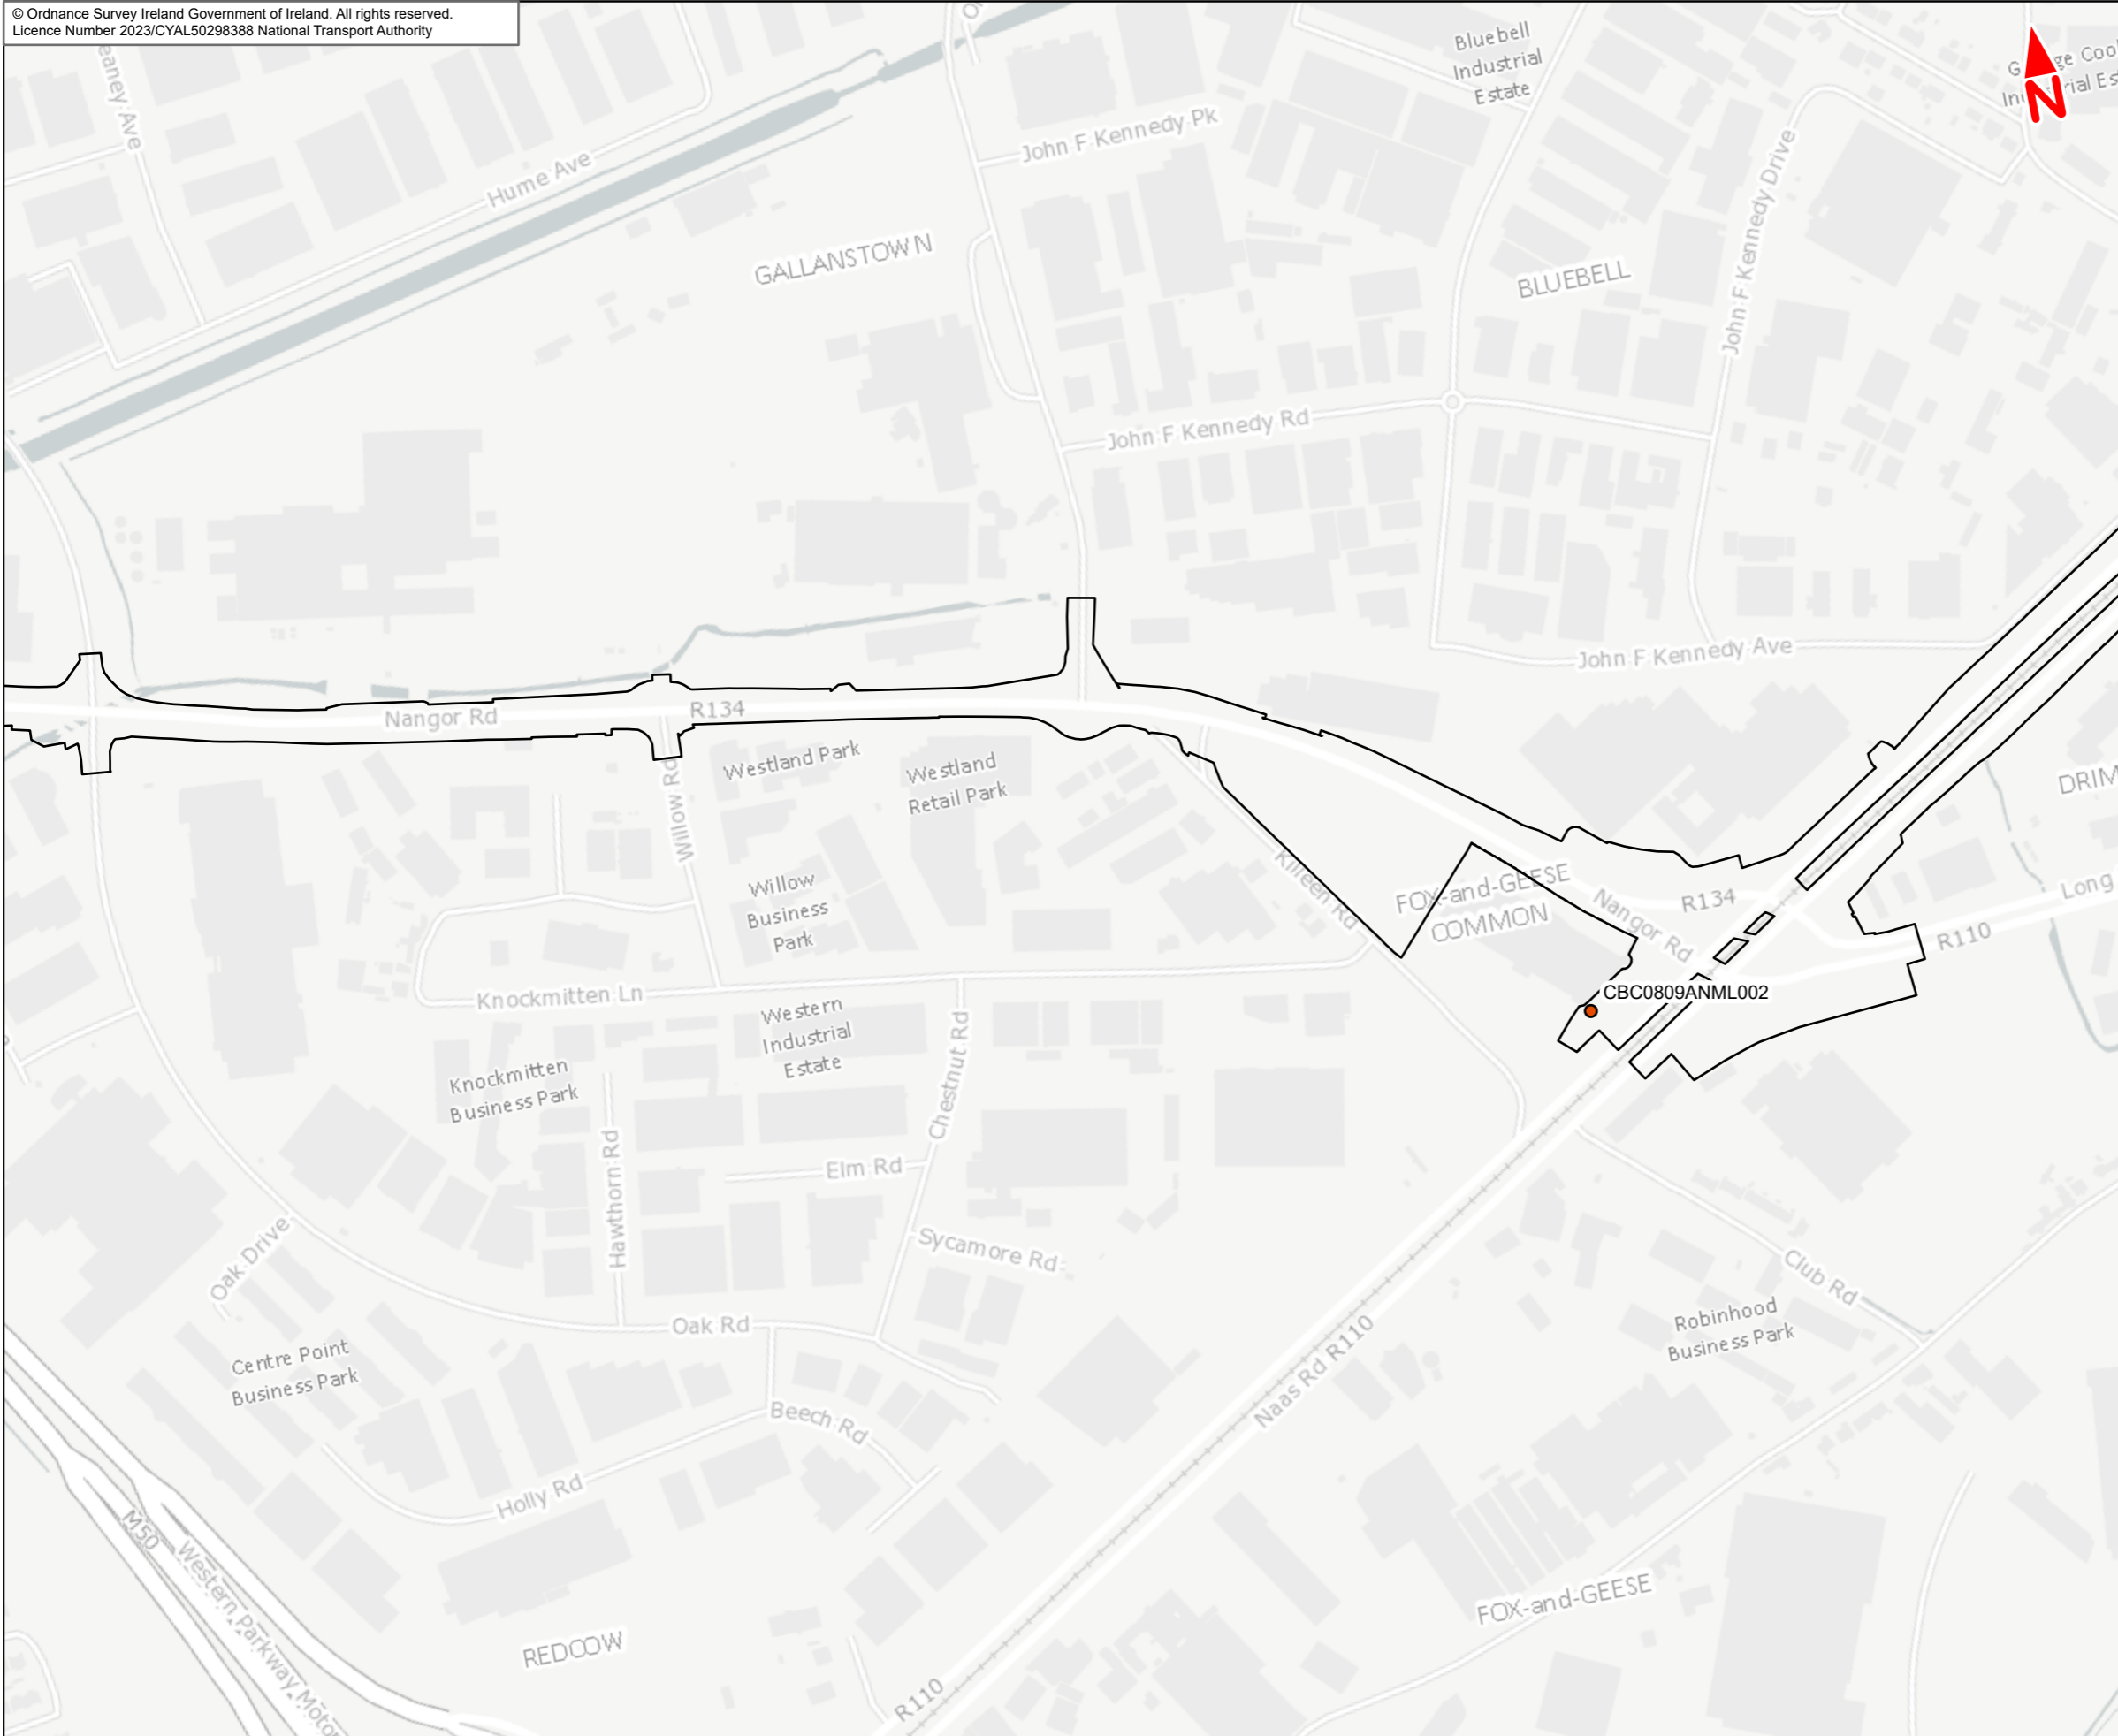 © Ordnance Survey Ireland Government of Ireland. All rights reserved.
Licence Number 2023/CYAL50298388 National Transport Authority
Bluebell
Industrial
Estate
N
Hume Ave
John F Kennedy Pk
John F Kennedy Drive
GALLANSTOWN
BLUEBELL
John F Kennedy Rd
John F Kennedy Ave
Nangor Rd
R134
Westland Park
Westland
Retail Park
Willow Rd
Willow
Business
Park
Killeen Rd
FOX-and-GEESE
COMMON
Nangor Rd
R134
R110
Long
CBC0809ANML002
Knockmitten Ln
Western
Industrial
Estate
Chestnut Rd
Knockmitten
Business Park
Hawthorn Rd
Elm Rd
Sycamore Rd
Oak Drive
Oak Rd
Club Rd
Robinhood
Business Park
Centre Point
Business Park
Naas Rd R110
Beech Rd
Holly Rd
M50
Western Parkway Motor
FOX-and-GEESE
REDCOW
R110